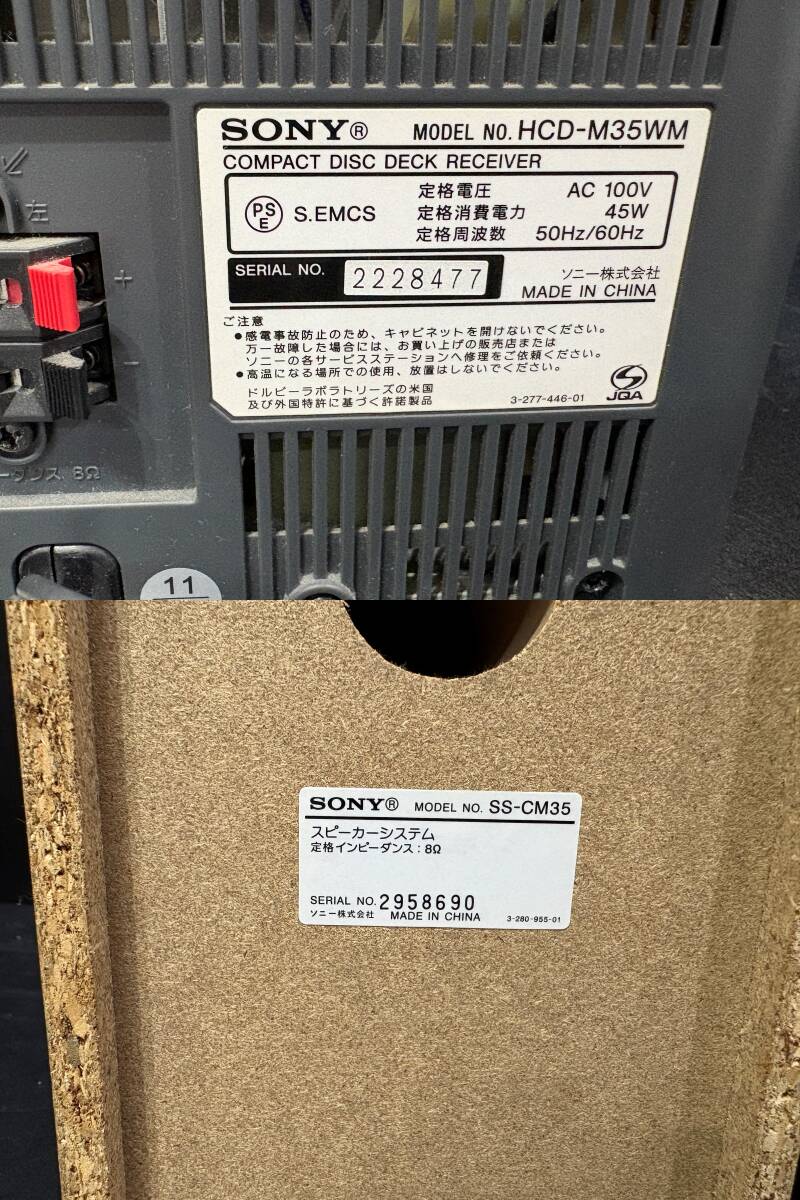 SONY® MODEL NO. HCD-M35WM
COMPACT DISC DECK RECEIVER
PSE S.EMCS
定格電圧 AC 100V
定格消費電力 45W
定格周波数 50Hz/60Hz
SERIAL NO. 2228477
ソニー株式会社
MADE IN CHINA
ご注意
●感電事故防止のため、キャビネットを開けないでください。
万一故障した場合には、お買い上げの販売店または
ソニーの各サービスステーションへ修理をご依頼ください。
●高温になる場所での使用、放置はしないでください。
JQA
ドルビーラボラトリーズの米国
及び外国特許に基づく許諾製品 3-277-446-01
左
+
-
ーダンス 8Ω
11
SONY® MODEL NO. SS-CM35
スピーカーシステム
定格インピーダンス：8Ω
SERIAL NO. 2958690
ソニー株式会社 MADE IN CHINA 3-280-955-01